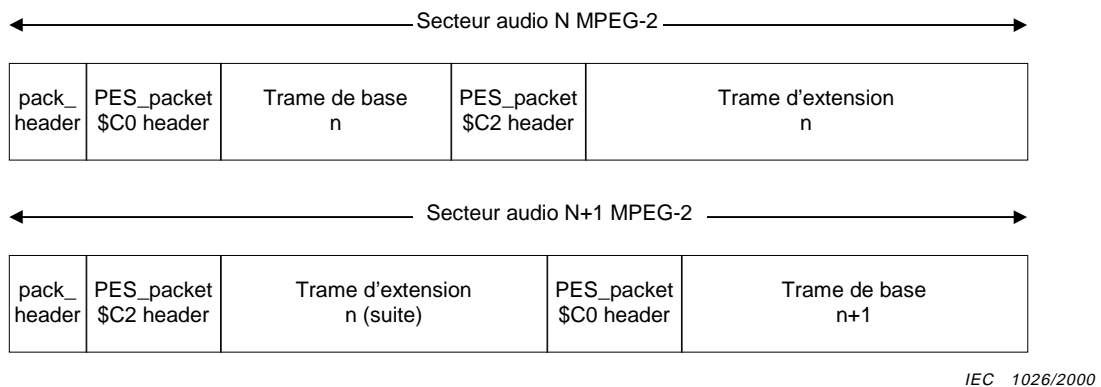 Secteur audio N MPEG-2
pack_
header
PES_packet
$C0 header
Trame de base
n
PES_packet
$C2 header
Trame d'extension
n
Secteur audio N+1 MPEG-2
pack_
header
PES_packet
$C2 header
Trame d'extension
n (suite)
PES_packet
$C0 header
Trame de base
n+1
IEC 1026/2000